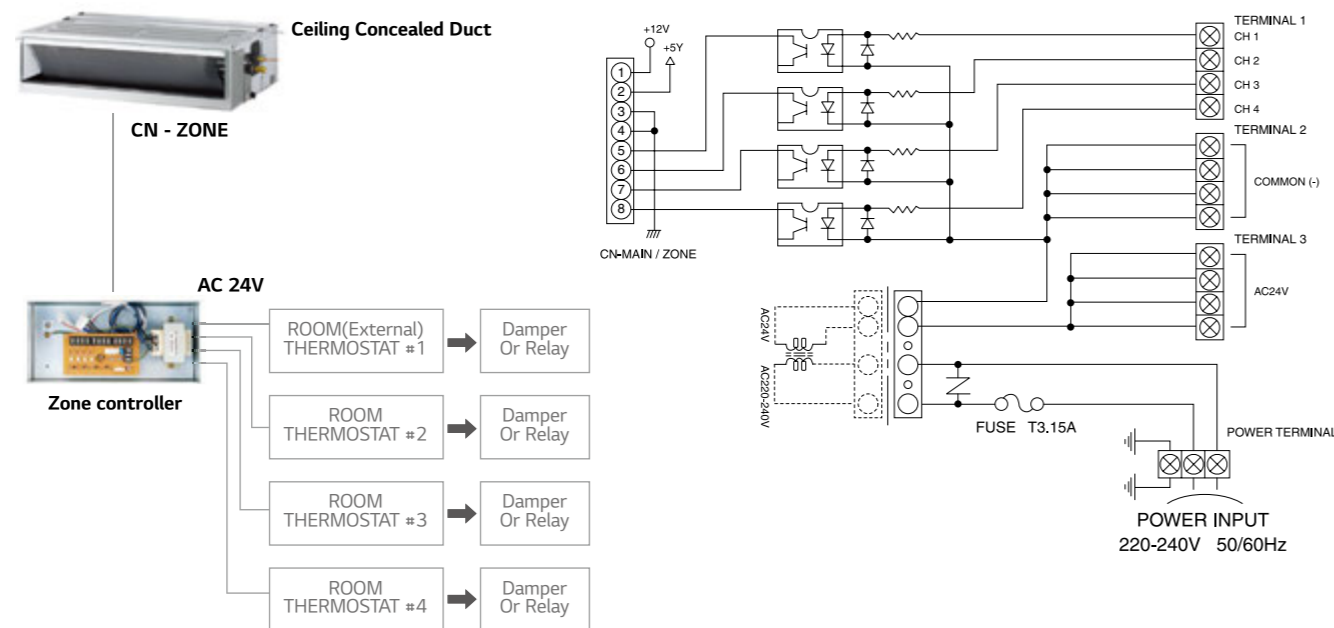 Ceiling Concealed Duct
CN - ZONE
AC 24V
Zone controller
ROOM(External)
THERMOSTAT #1
Damper
Or Relay
ROOM
THERMOSTAT #2
Damper
Or Relay
ROOM
THERMOSTAT #3
Damper
Or Relay
ROOM
THERMOSTAT #4
Damper
Or Relay
+12V
+5Y
1
2
3
4
5
6
7
8
CN-MAIN / ZONE
TERMINAL 1
CH 1
CH 2
CH 3
CH 4
TERMINAL 2
COMMON (-)
TERMINAL 3
AC24V
AC24V
AC220-240V
FUSE T3.15A
POWER TERMINAL
POWER INPUT
220-240V 50/60Hz